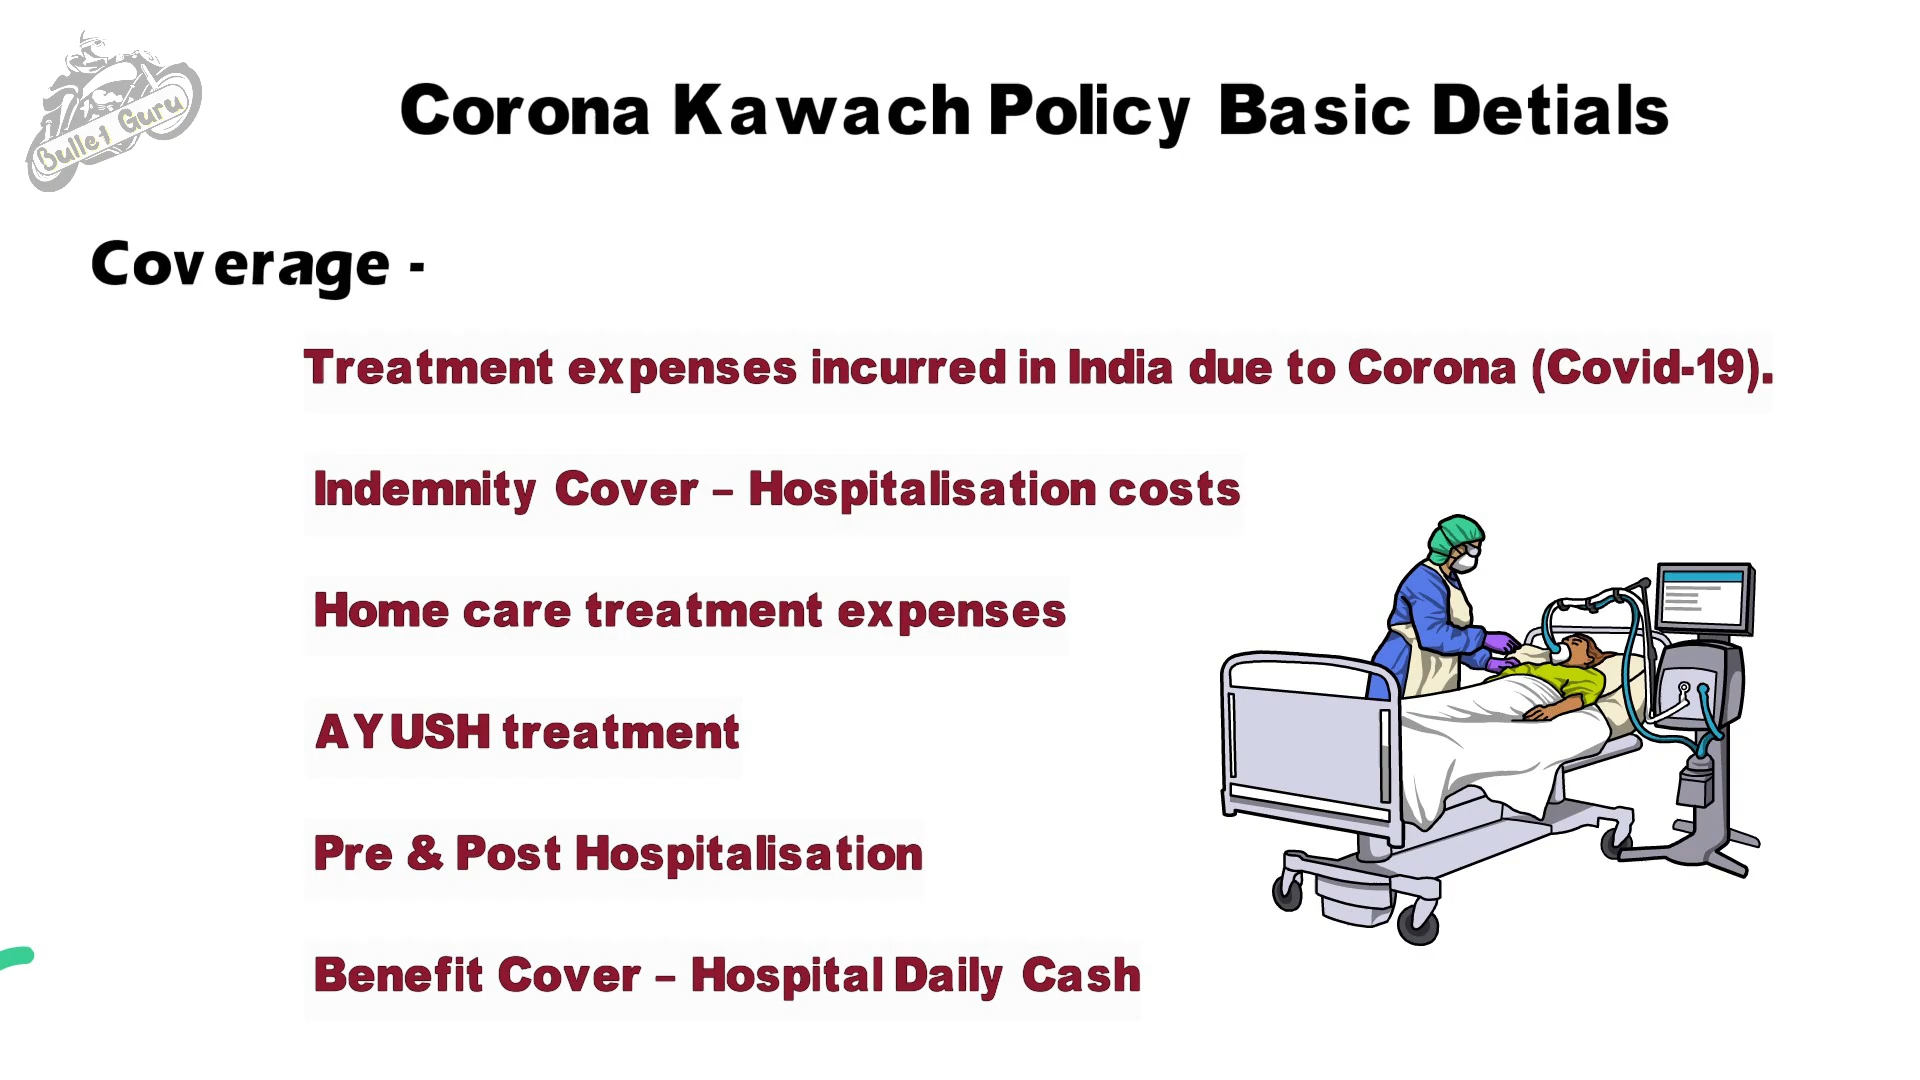 Bullet Guru
Corona Kawach Policy Basic Detials
Coverage -
Treatment expenses incurred in India due to Corona (Covid-19).
Indemnity Cover – Hospitalisation costs
Home care treatment expenses
AYUSH treatment
Pre & Post Hospitalisation
Benefit Cover – Hospital Daily Cash